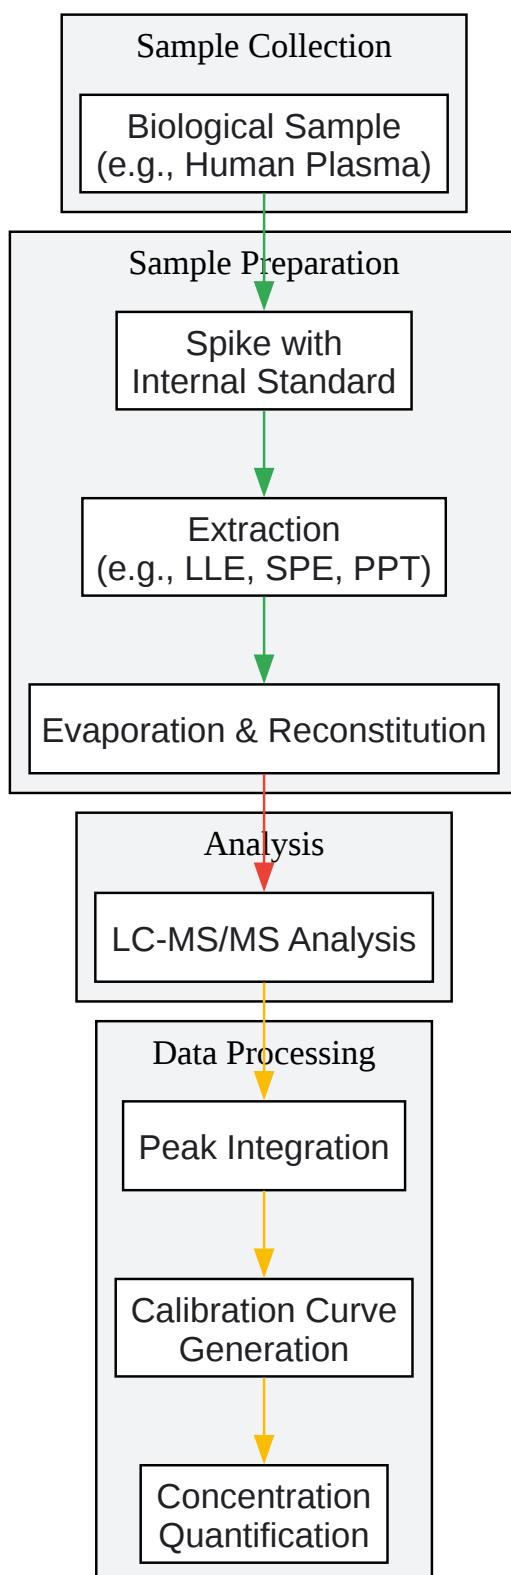 Sample Collection
Biological Sample
(e.g., Human Plasma)
Sample Preparation
Spike with
Internal Standard
Extraction
(e.g., LLE, SPE, PPT)
Evaporation & Reconstitution
Analysis
LC-MS/MS Analysis
Data Processing
Peak Integration
Calibration Curve
Generation
Concentration
Quantification